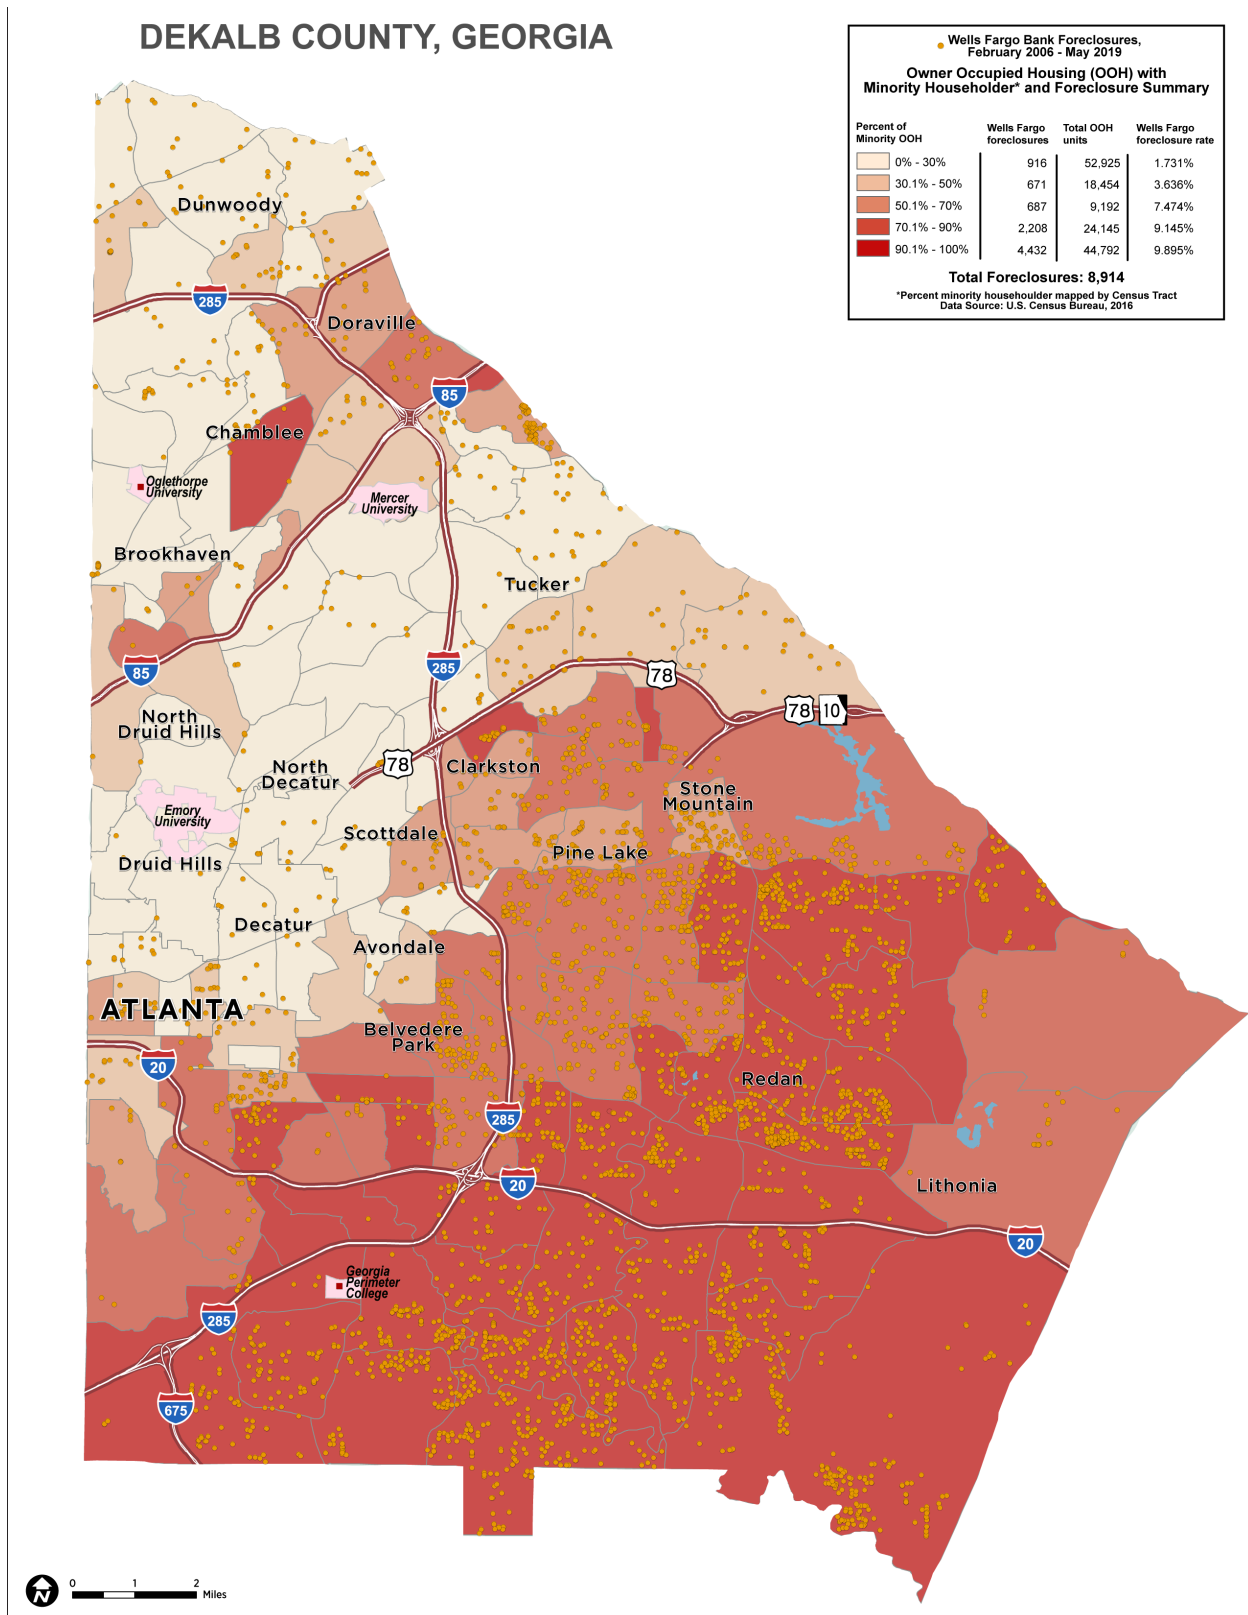 DEKALB COUNTY, GEORGIA
Wells Fargo Bank Foreclosures,
February 2006 - May 2019
Owner Occupied Housing (OOH) with
Minority Householder* and Foreclosure Summary
Percent of Minority OOH | Wells Fargo foreclosures | Total OOH units | Wells Fargo foreclosure rate
0% - 30% 916 52,925 1.731%
30.1% - 50% 671 18,454 3.636%
50.1% - 70% 687 9,192 7.474%
70.1% - 90% 2,208 24,145 9.145%
90.1% - 100% 4,432 44,792 9.895%
Total Foreclosures: 8,914
*Percent minority househoulder mapped by Census Tract
Data Source: U.S. Census Bureau, 2016
Dunwoody
285
Doraville
85
Chamblee
Oglethorpe
University
Mercer
University
Brookhaven
Tucker
85
285
78
78 10
North
Druid Hills
78
North
Decatur
Clarkston
Stone
Mountain
Emory
University
Scottdale
Pine Lake
Druid Hills
Decatur
Avondale
ATLANTA
Belvedere
Park
20
Redan
285
20
Lithonia
20
Georgia
Perimeter
College
285
675
N
0 1 2
Miles